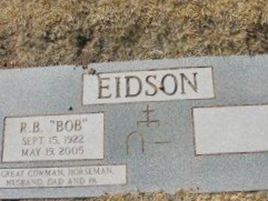 EIDSON
R.B. "BOB"
SEPT. 15, 1922
MAY 19, 2005
GREAT COWMAN, HORSEMAN,
HUSBAND, DAD AND PA